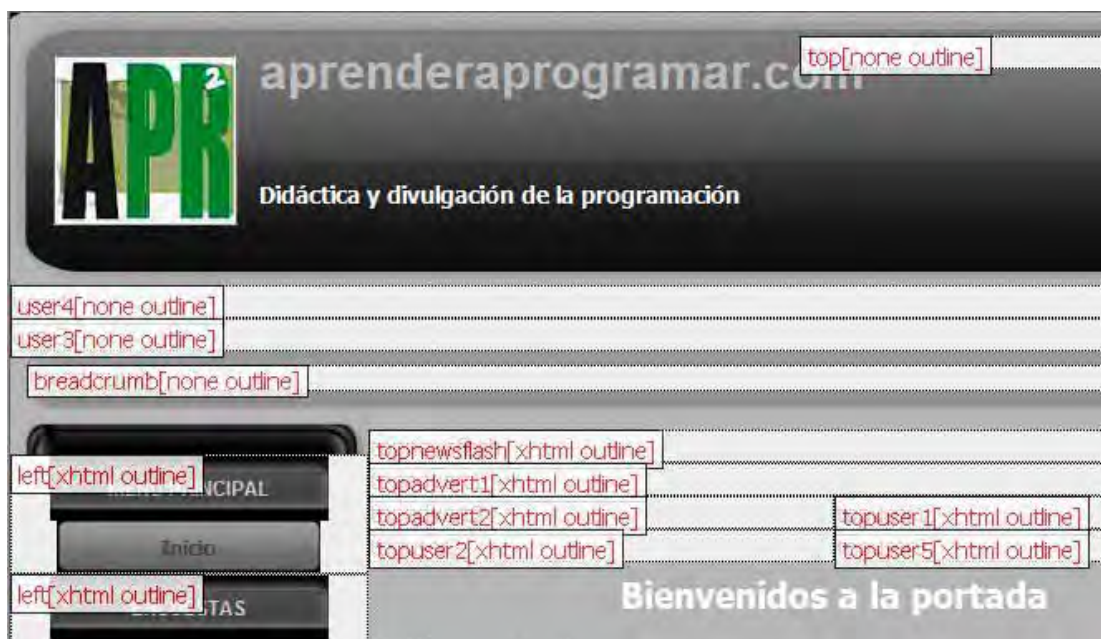 APR2
aprenderaprogramar.com
top[none outline]
Didáctica y divulgación de la programación
user4[none outline]
user3[none outline]
breadcrumb[none outline]
topnewsflash[xhtml outline]
left[xhtml outline]
PRINCIPAL
topadvert1[xhtml outline]
topadvert2[xhtml outline]
topuser1[xhtml outline]
Inicio
topuser2[xhtml outline]
topuser5[xhtml outline]
left[xhtml outline]
Bienvenidos a la portada